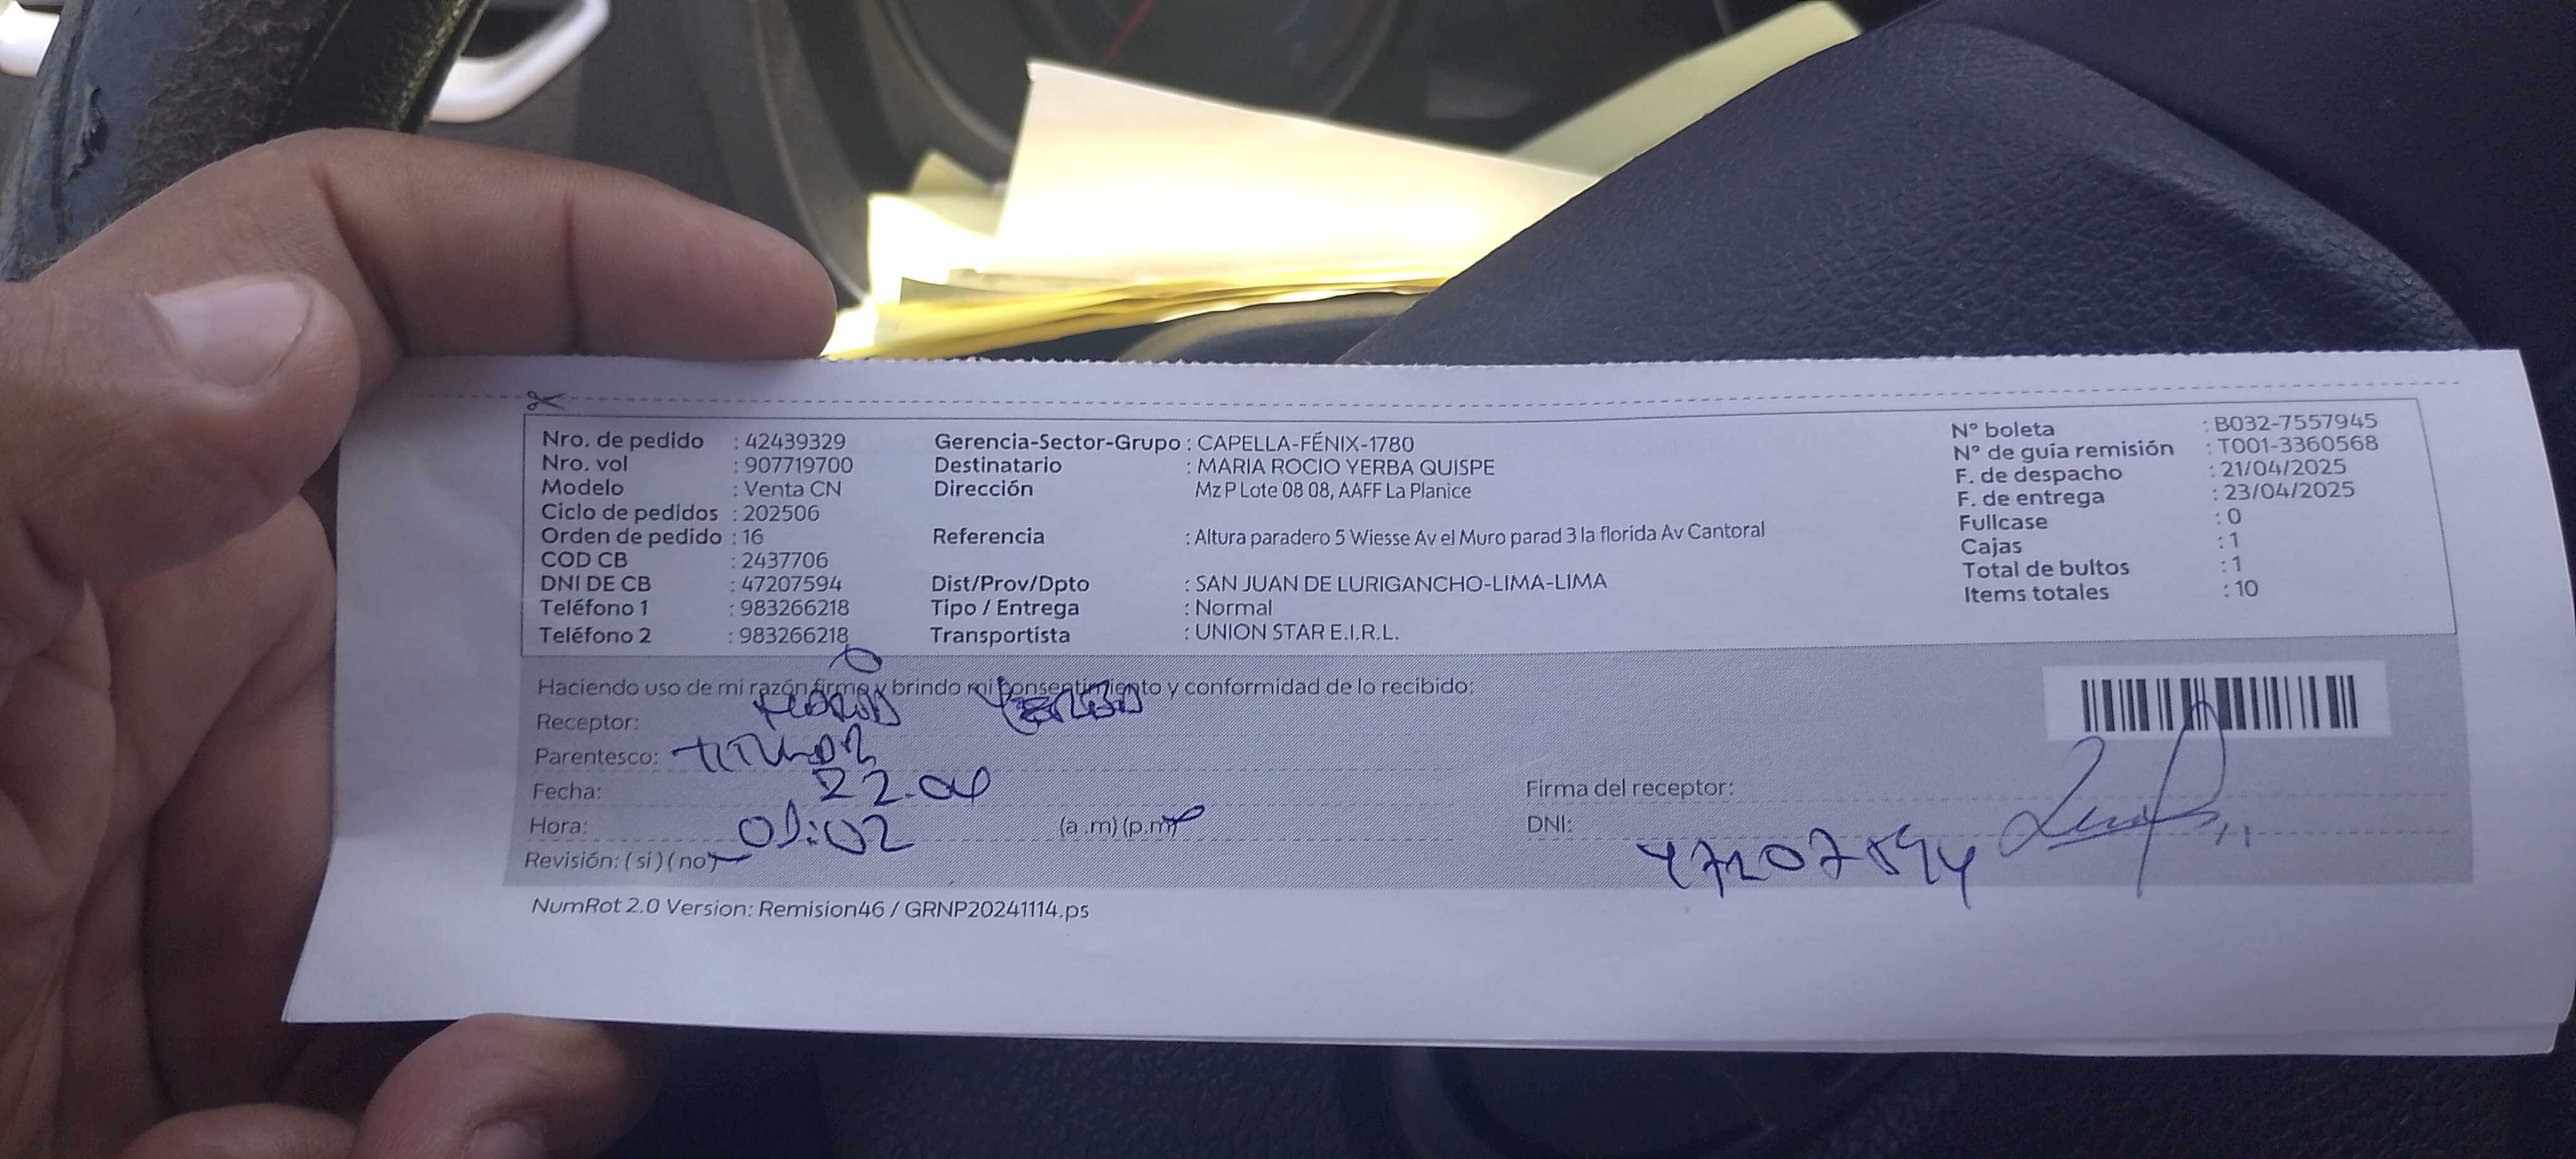 Nro. de pedido : 42439329
Nro. vol : 907719700
Modelo : Venta CN
Ciclo de pedidos : 202506
Orden de pedido : 16
COD CB : 2437706
DNI DE CB : 47207594
Teléfono 1 : 983266218
Teléfono 2 : 983266218
Gerencia-Sector-Grupo : CAPELLA-FÉNIX-1780
Destinatario : MARIA ROCIO YERBA QUISPE
Dirección Mz P Lote 08 08, AAFF La Planice
Referencia : Altura paradero 5 Wiesse Av el Muro parad 3 la florida Av Cantoral
Dist/Prov/Dpto : SAN JUAN DE LURIGANCHO-LIMA-LIMA
Tipo / Entrega : Normal
Transportista : UNION STAR E.I.R.L.
N° boleta : B032-7557945
N° de guía remisión : T001-3360568
F. de despacho : 21/04/2025
F. de entrega : 23/04/2025
Fullcase : 0
Cajas : 1
Total de bultos : 1
Items totales : 10
Haciendo uso de mi razón firmo y brindo mi consentimiento y conformidad de lo recibido:
Receptor: Yerba
Parentesco: TITULAR
Fecha: 22-04
Hora: 01:02 (a.m) (p.m)
Revisión: (si) (no)
Firma del receptor:
DNI: 47207594
NumRot 2.0 Version: Remision46 / GRNP20241114.ps